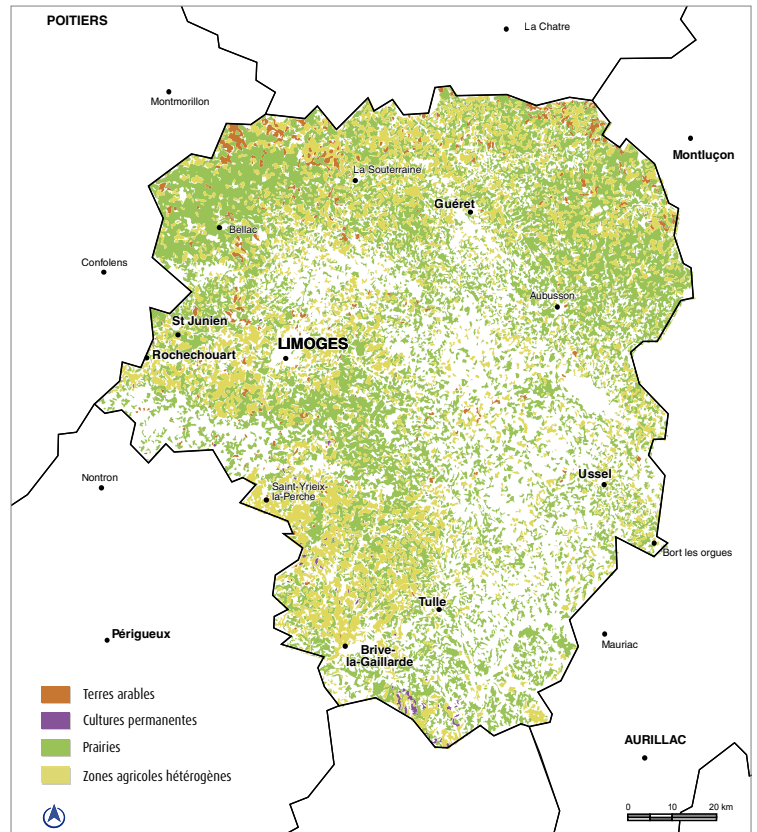 POITIERS
La Chatre
Montmorillon
Montluçon
La Souterraine
Guéret
Bellac
Confolens
Aubusson
St Junien
LIMOGES
Rochechouart
Nontron
Saint-Yrieix-
la-Perche
Ussel
Bort les orgues
Tulle
Périgueux
Mauriac
Brive-
la-Gaillarde
Terres arables
Cultures permanentes
Prairies
Zones agricoles hétérogènes
AURILLAC
0 10 20 km